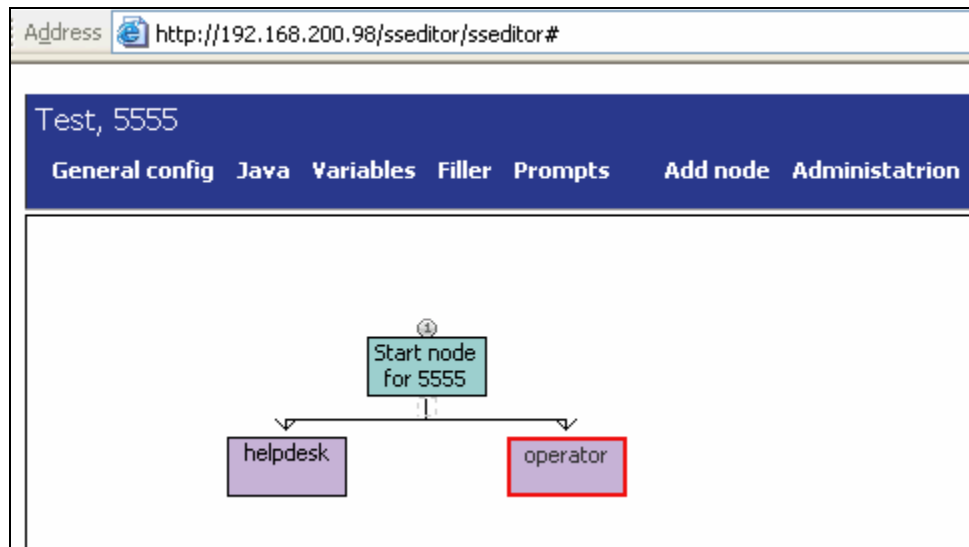 Address http://192.168.200.98/sseditor/sseditor#
Test, 5555
General config Java Variables Filler Prompts Add node Administatrion
1
Start node
for 5555
helpdesk operator